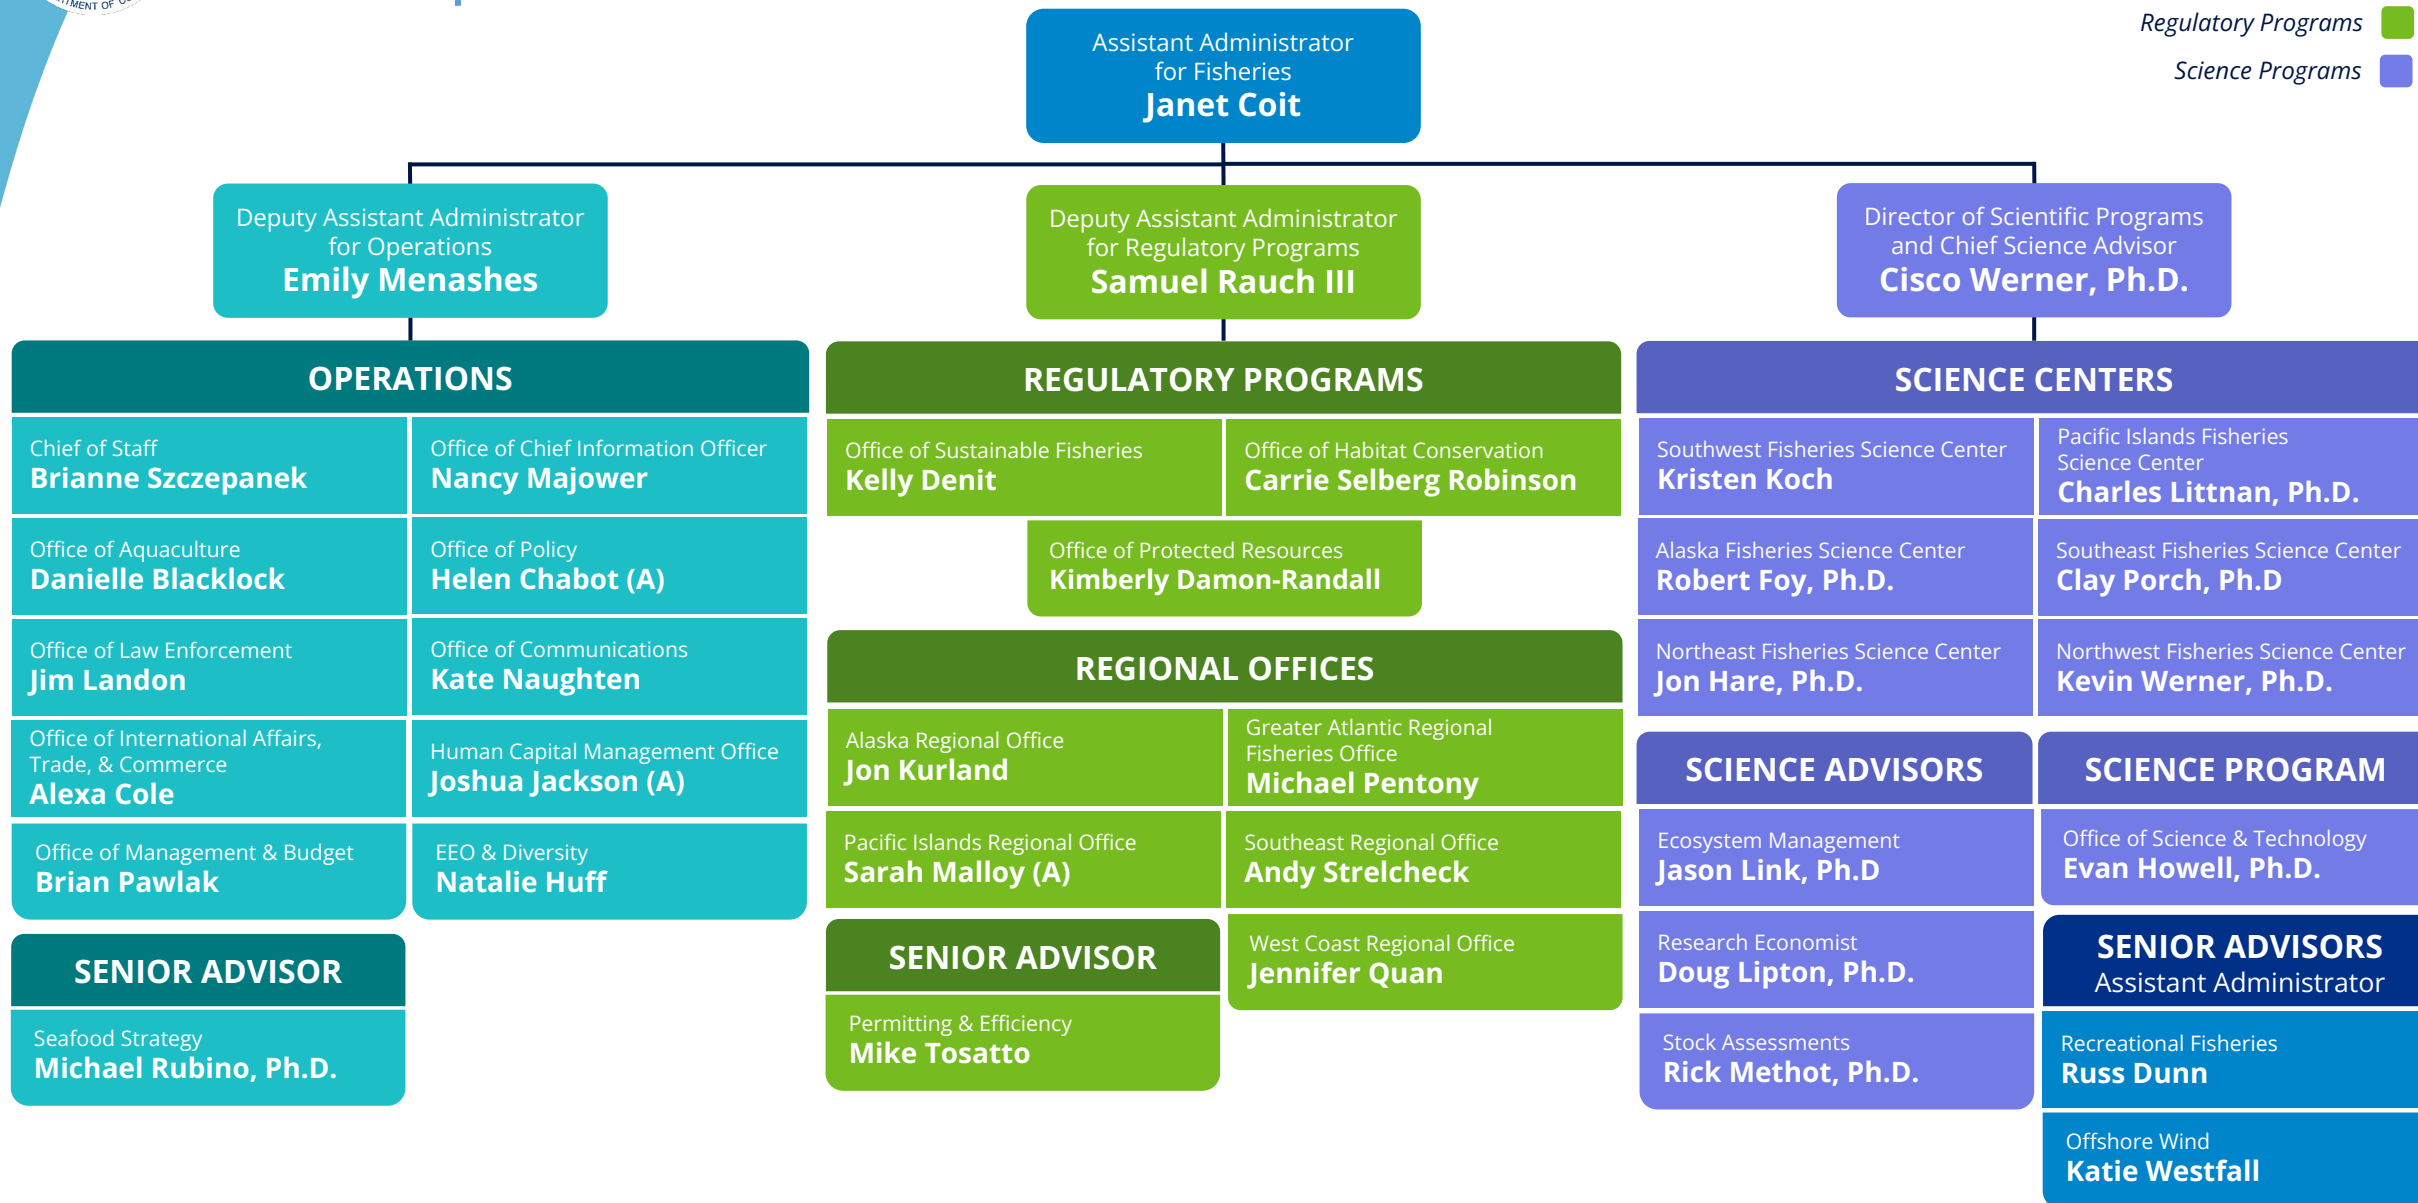 Regulatory Programs
Science Programs
Assistant Administrator
for Fisheries
Janet Coit
Deputy Assistant Administrator
for Operations
Emily Menashes
Deputy Assistant Administrator
for Regulatory Programs
Samuel Rauch III
Director of Scientific Programs
and Chief Science Advisor
Cisco Werner, Ph.D.
OPERATIONS
Chief of Staff
Brianne Szczepanek
Office of Chief Information Officer
Nancy Majower
Office of Aquaculture
Danielle Blacklock
Office of Policy
Helen Chabot (A)
Office of Law Enforcement
Jim Landon
Office of Communications
Kate Naughten
Office of International Affairs,
Trade, & Commerce
Alexa Cole
Human Capital Management Office
Joshua Jackson (A)
Office of Management & Budget
Brian Pawlak
EEO & Diversity
Natalie Huff
SENIOR ADVISOR
Seafood Strategy
Michael Rubino, Ph.D.
REGULATORY PROGRAMS
Office of Sustainable Fisheries
Kelly Denit
Office of Habitat Conservation
Carrie Selberg Robinson
Office of Protected Resources
Kimberly Damon-Randall
REGIONAL OFFICES
Alaska Regional Office
Jon Kurland
Greater Atlantic Regional
Fisheries Office
Michael Pentony
Pacific Islands Regional Office
Sarah Malloy (A)
Southeast Regional Office
Andy Strelcheck
West Coast Regional Office
Jennifer Quan
SENIOR ADVISOR
Permitting & Efficiency
Mike Tosatto
SCIENCE CENTERS
Southwest Fisheries Science Center
Kristen Koch
Pacific Islands Fisheries
Science Center
Charles Littnan, Ph.D.
Alaska Fisheries Science Center
Robert Foy, Ph.D.
Southeast Fisheries Science Center
Clay Porch, Ph.D
Northeast Fisheries Science Center
Jon Hare, Ph.D.
Northwest Fisheries Science Center
Kevin Werner, Ph.D.
SCIENCE ADVISORS
Ecosystem Management
Jason Link, Ph.D
Research Economist
Doug Lipton, Ph.D.
Stock Assessments
Rick Methot, Ph.D.
SCIENCE PROGRAM
Office of Science & Technology
Evan Howell, Ph.D.
SENIOR ADVISORS
Assistant Administrator
Recreational Fisheries
Russ Dunn
Offshore Wind
Katie Westfall